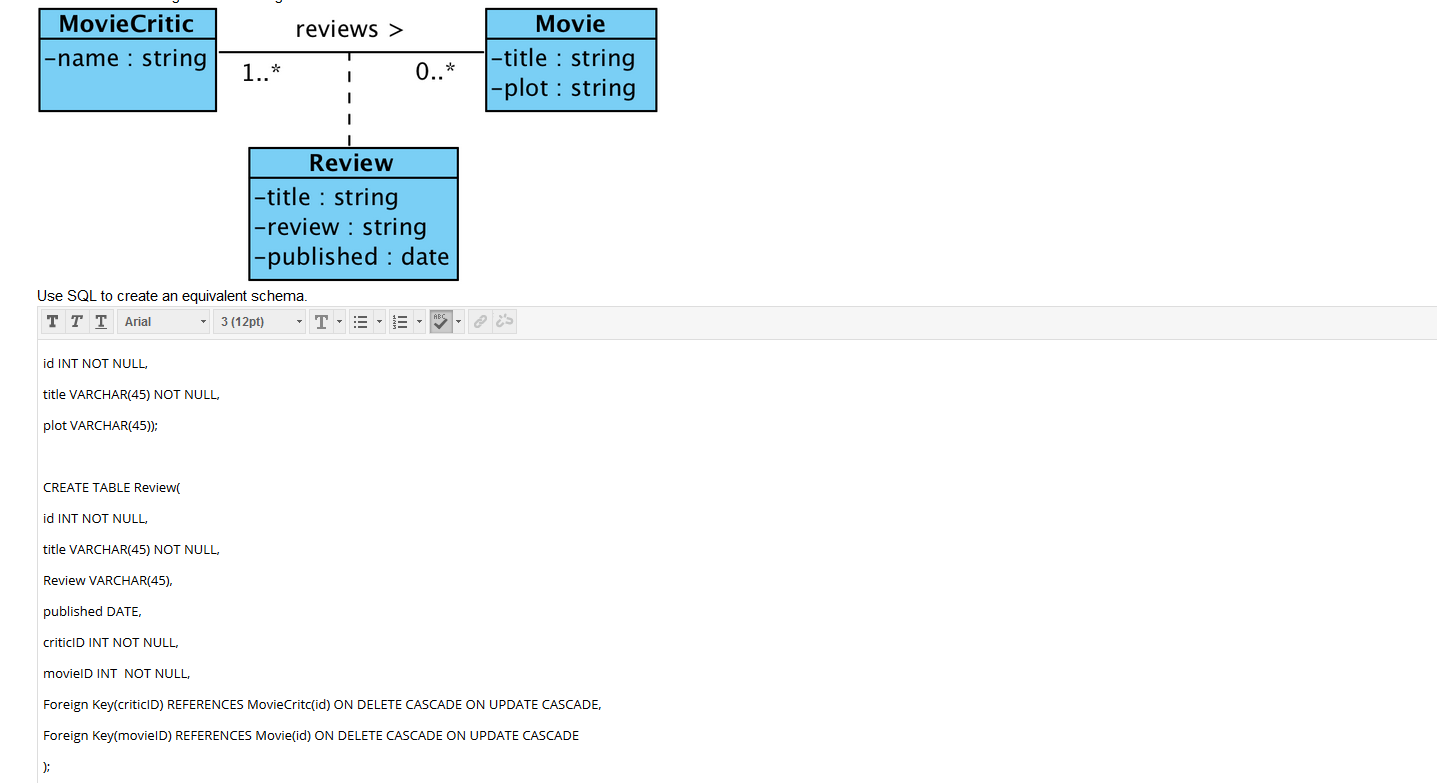 MovieCritic
-name : string
reviews >
1..*
0..*
Movie
-title : string
-plot : string
Review
-title : string
-review : string
-published : date
Use SQL to create an equivalent schema.
T T T Arial 3 (12pt) T ABC
id INT NOT NULL,
title VARCHAR(45) NOT NULL,
plot VARCHAR(45));
CREATE TABLE Review(
id INT NOT NULL,
title VARCHAR(45) NOT NULL,
Review VARCHAR(45),
published DATE,
criticID INT NOT NULL,
movieID INT  NOT NULL,
Foreign Key(criticID) REFERENCES MovieCritc(id) ON DELETE CASCADE ON UPDATE CASCADE,
Foreign Key(movieID) REFERENCES Movie(id) ON DELETE CASCADE ON UPDATE CASCADE
);